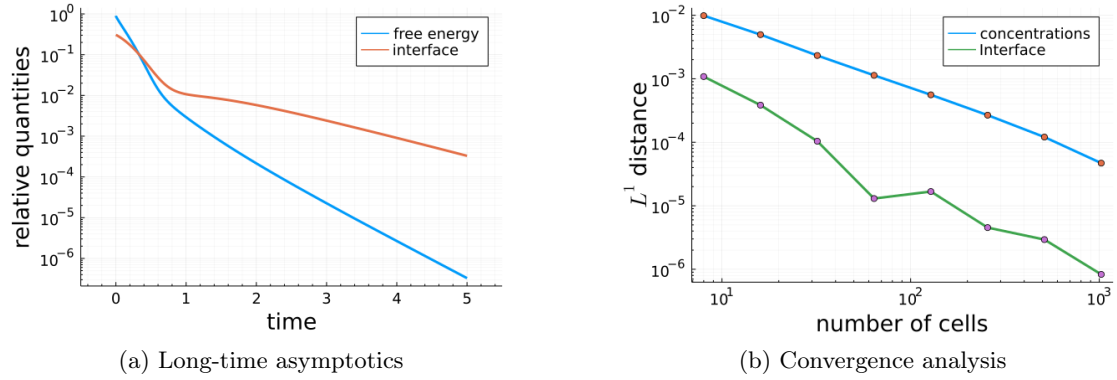 10^0
10^-1
10^-2
10^-3
10^-4
10^-5
10^-6
relative quantities
free energy
interface
0 1 2 3 4 5
time
(a) Long-time asymptotics
10^-2
10^-3
10^-4
10^-5
10^-6
L^1 distance
concentrations
Interface
10^1 10^2 10^3
number of cells
(b) Convergence analysis